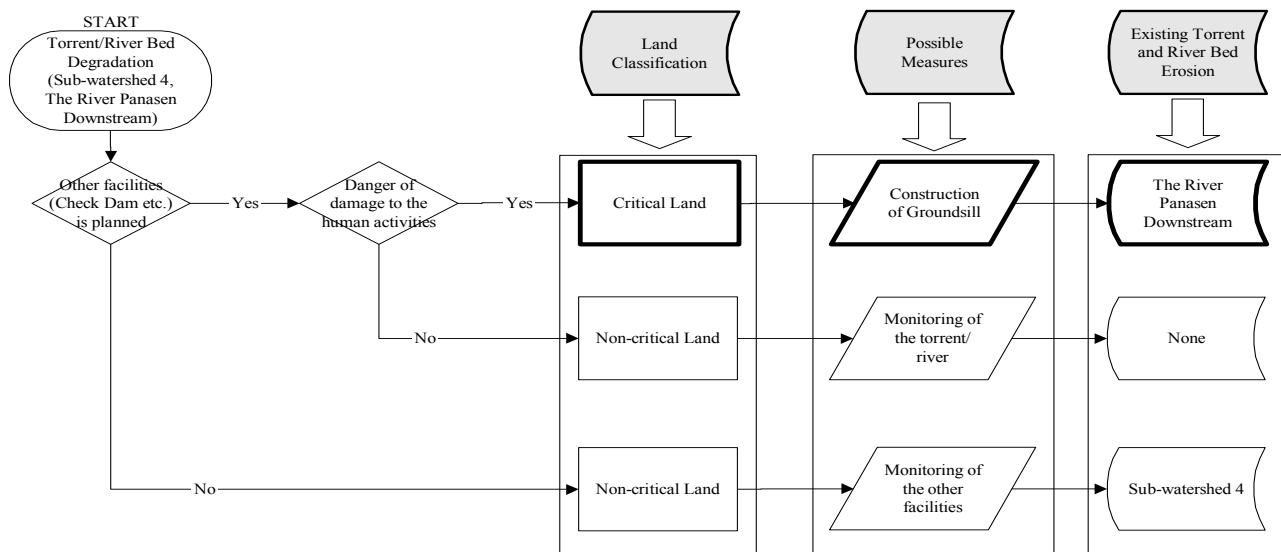 START
Torrent/River Bed
Degradation
(Sub-watershed 4,
The River Panasen
Downstream)
Land
Classification
Possible
Measures
Existing Torrent
and River Bed
Erosion
Other facilities
(Check Dam etc.)
is planned
Yes
Danger of
damage to the
human activities
Yes
Critical Land
Construction
of Groundsill
The River
Panasen
Downstream
No
Non-critical Land
Monitoring of
the torrent/
river
None
No
Non-critical Land
Monitoring of
the other
facilities
Sub-watershed 4